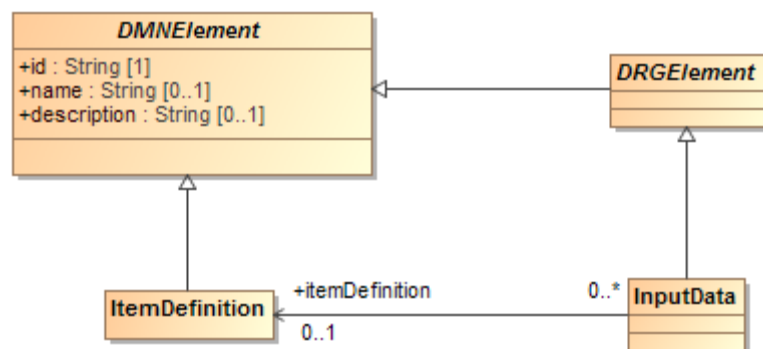 DMNElement
+id : String [1]
+name : String [0..1]
+description : String [0..1]
DRGElement
ItemDefinition
+itemDefinition
0..1
0..*
InputData